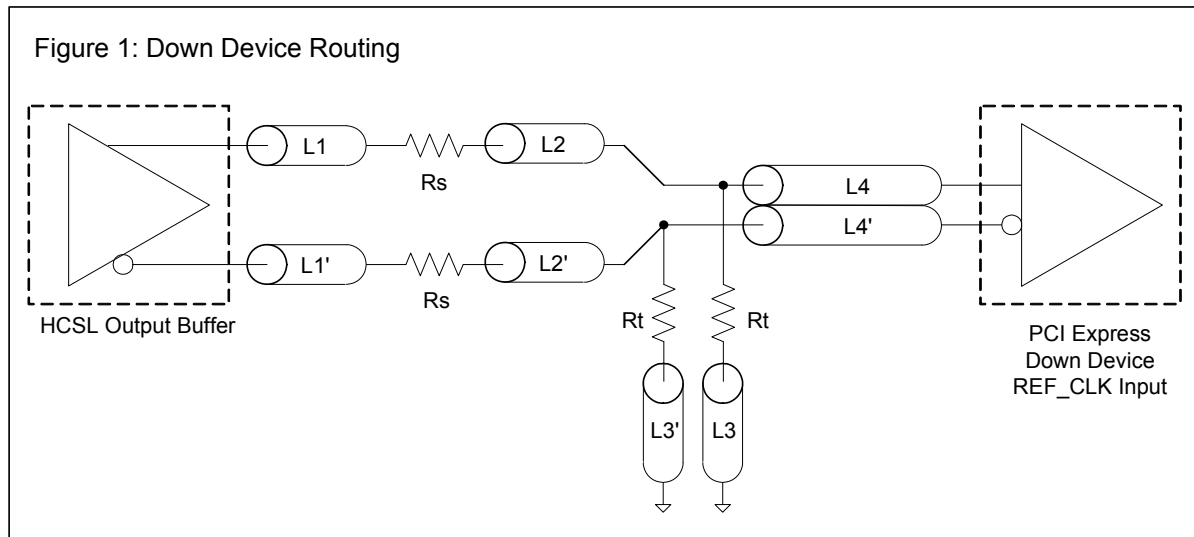 Figure 1: Down Device Routing
L1
Rs
L2
L4
L4'
L1'
Rs
L2'
HCSL Output Buffer
Rt
Rt
L3'
L3
PCI Express
Down Device
REF_CLK Input